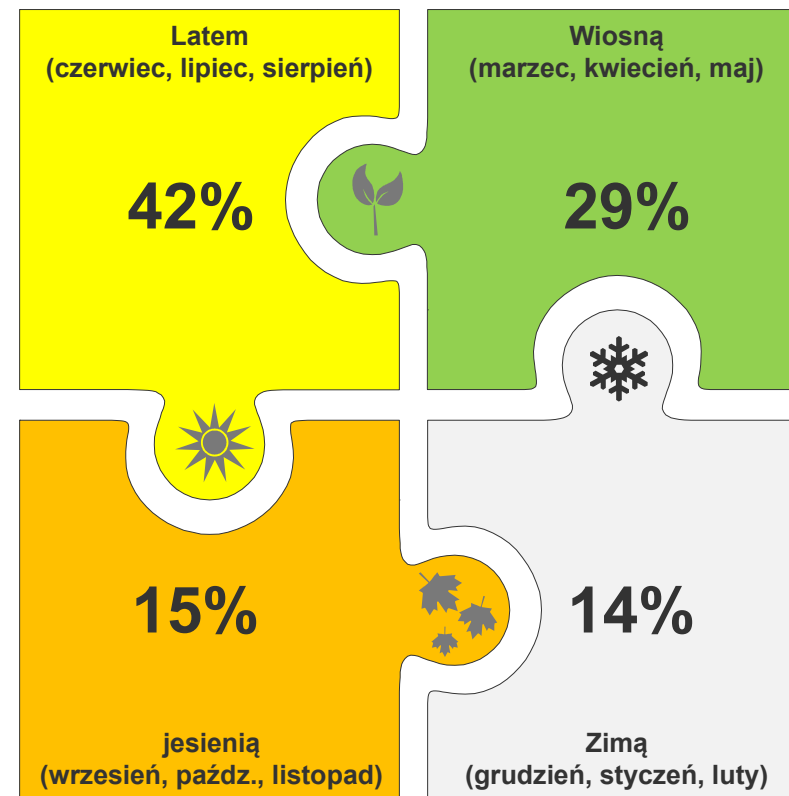 Latem
(czerwiec, lipiec, sierpień)
42%
Wiosną
(marzec, kwiecień, maj)
29%
15%
jesienią
(wrzesień, paźdz., listopad)
14%
Zimą
(grudzień, styczeń, luty)